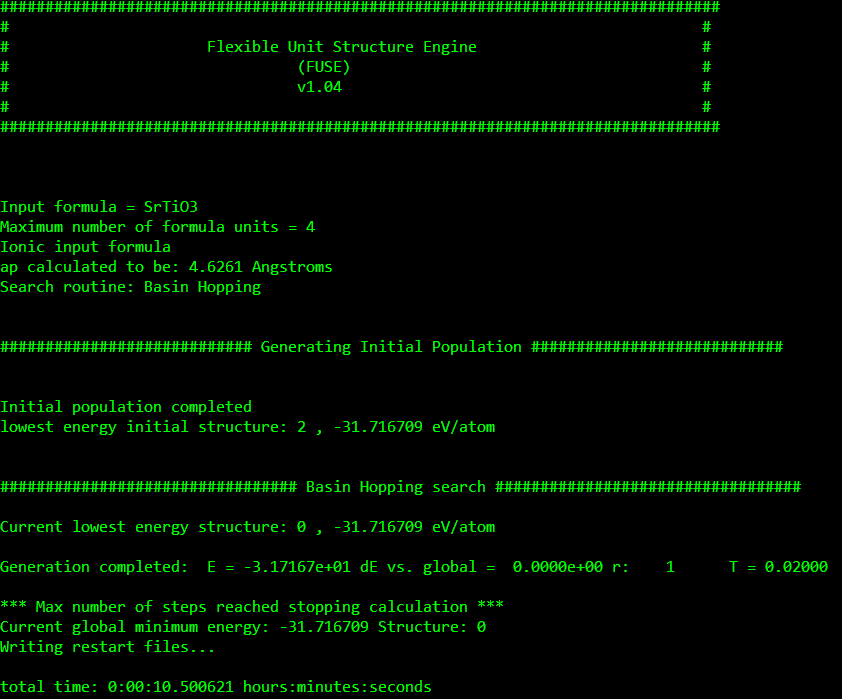 ################################################################################
#                                                                             #
#                      Flexible Unit Structure Engine                         #
#                                (FUSE)                                       #
#                                v1.04                                        #
#                                                                             #
################################################################################
Input formula = SrTiO3
Maximum number of formula units = 4
Ionic input formula
ap calculated to be: 4.6261 Angstroms
Search routine: Basin Hopping
############################ Generating Initial Population ############################
Initial population completed
lowest energy initial structure: 2 , -31.716709 eV/atom
################################# Basin Hopping search ##################################
Current lowest energy structure: 0 , -31.716709 eV/atom
Generation completed:  E = -3.17167e+01 dE vs. global =  0.0000e+00 r:    1      T = 0.02000
*** Max number of steps reached stopping calculation ***
Current global minimum energy: -31.716709 Structure: 0
Writing restart files...
total time: 0:00:10.500621 hours:minutes:seconds